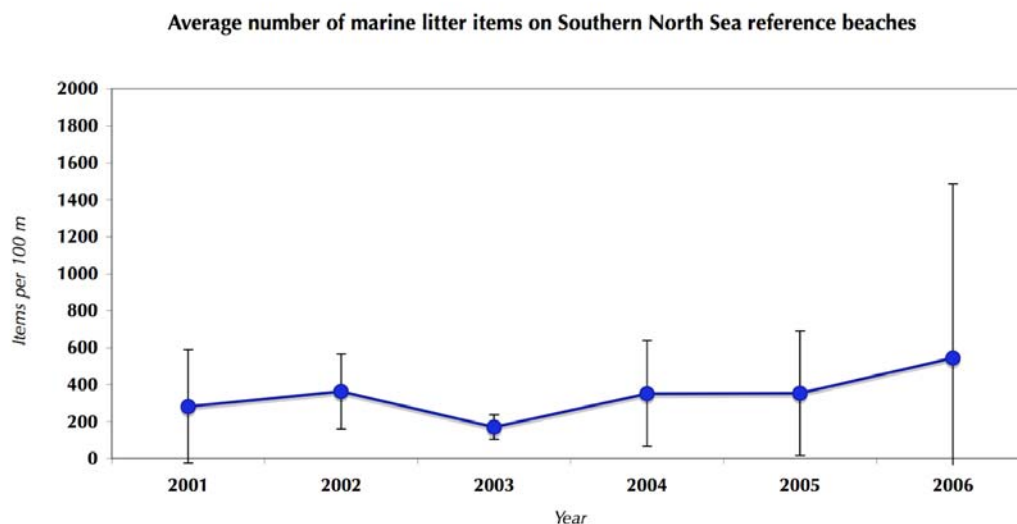 Average number of marine litter items on Southern North Sea reference beaches
2000
1800
1600
1400
1200
1000
800
600
400
200
0
Items per 100 m
2001 2002 2003 2004 2005 2006
Year